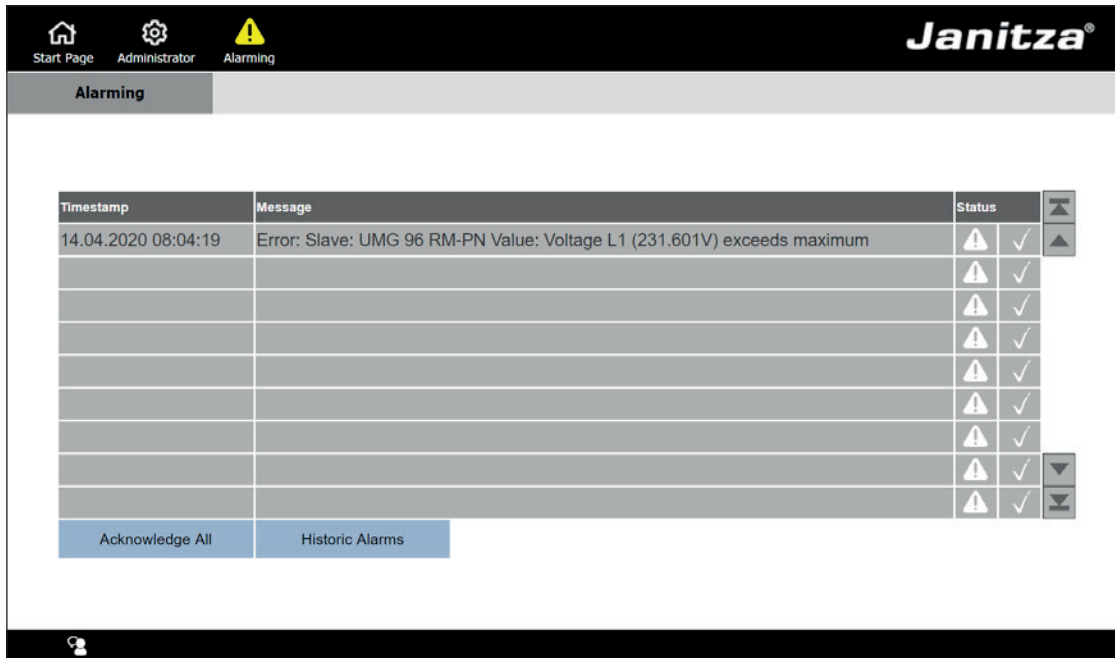 Start Page Administrator Alarming Janitza®
Alarming
Timestamp Message Status
14.04.2020 08:04:19 Error: Slave: UMG 96 RM-PN Value: Voltage L1 (231.601V) exceeds maximum
Acknowledge All Historic Alarms